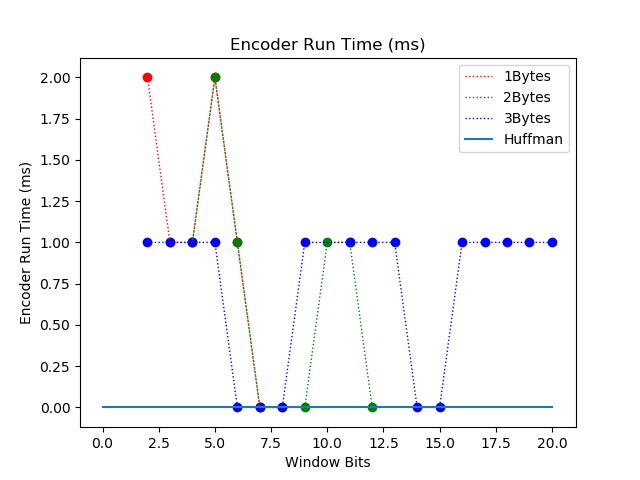 Encoder Run Time (ms)
1Bytes
2Bytes
3Bytes
Huffman
Encoder Run Time (ms)
2.00
1.75
1.50
1.25
1.00
0.75
0.50
0.25
0.00
0.0 2.5 5.0 7.5 10.0 12.5 15.0 17.5 20.0
Window Bits